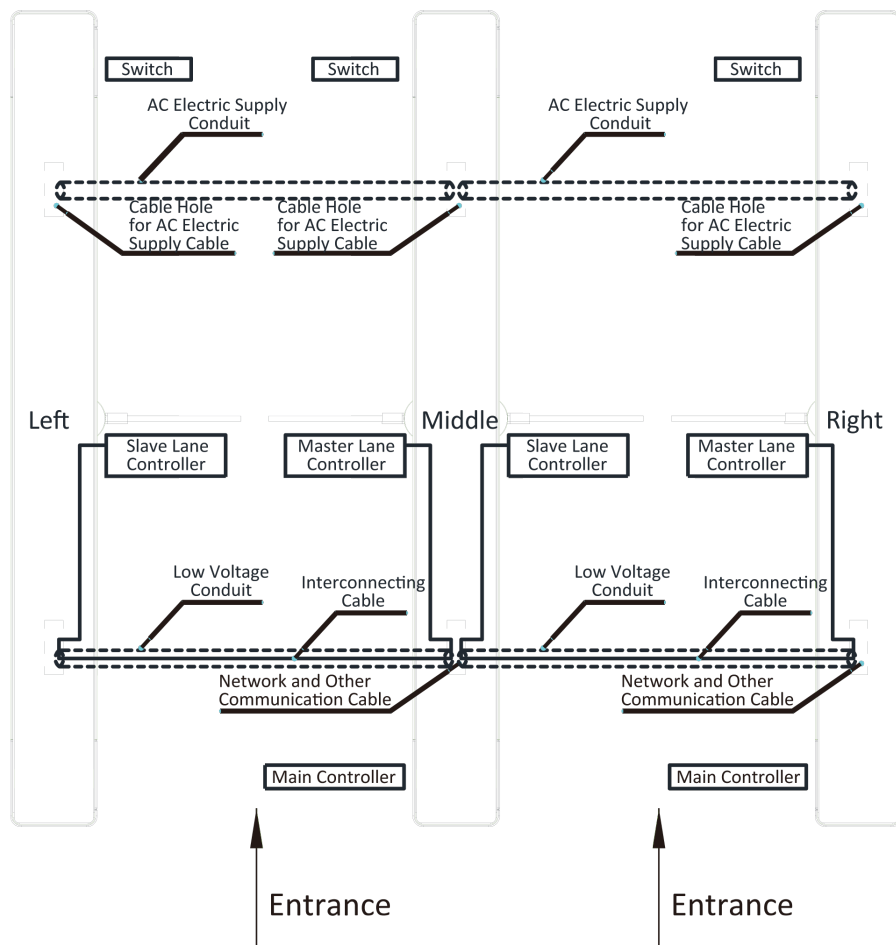 Switch
Switch
Switch
AC Electric Supply
Conduit
AC Electric Supply
Conduit
Cable Hole
for AC Electric
Supply Cable
Cable Hole
for AC Electric
Supply Cable
Cable Hole
for AC Electric
Supply Cable
Left
Middle
Right
Slave Lane
Controller
Master Lane
Controller
Slave Lane
Controller
Master Lane
Controller
Low Voltage
Conduit
Interconnecting
Cable
Low Voltage
Conduit
Interconnecting
Cable
Network and Other
Communication Cable
Network and Other
Communication Cable
Main Controller
Main Controller
Entrance
Entrance